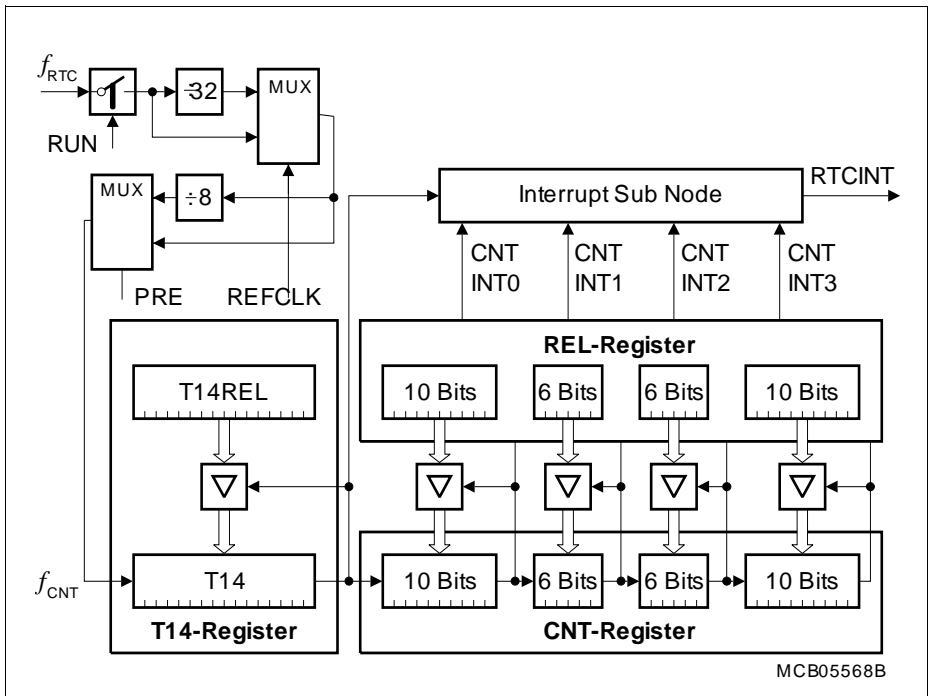 fRTC
÷32
MUX
RUN
MUX
÷8
Interrupt Sub Node
RTCINT
CNT
INT0
CNT
INT1
CNT
INT2
CNT
INT3
PRE
REFCLK
REL-Register
T14REL
10 Bits
6 Bits
6 Bits
10 Bits
fCNT
T14
10 Bits
6 Bits
6 Bits
10 Bits
T14-Register
CNT-Register
MCB05568B